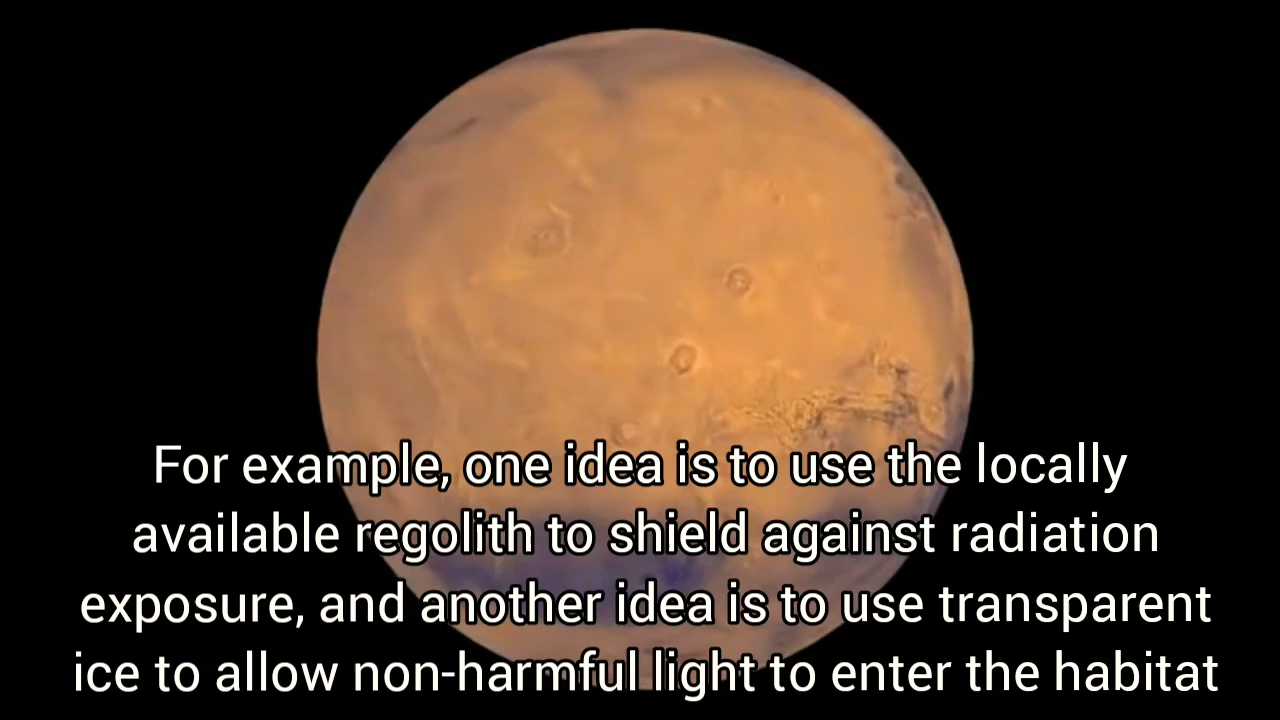 For example, one idea is to use the locally
available regolith to shield against radiation
exposure, and another idea is to use transparent
ice to allow non-harmful light to enter the habitat